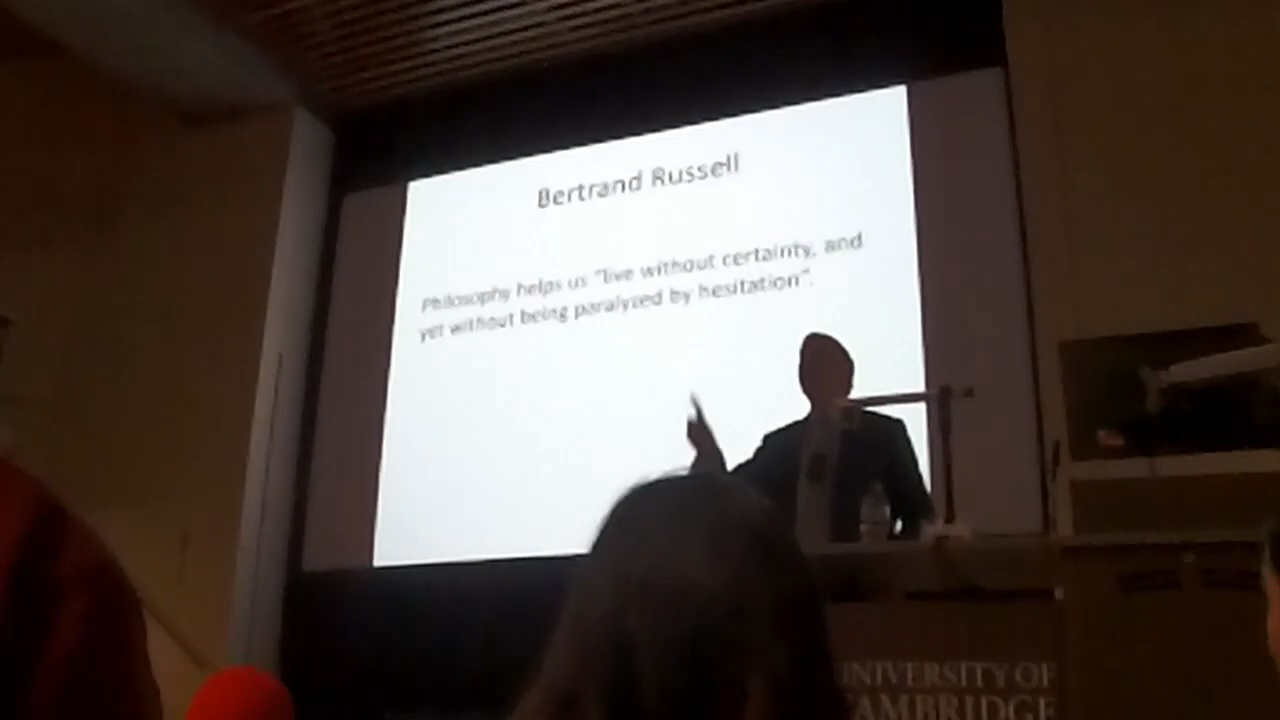 Bertrand Russell
Philosophy helps us "live without certainty, and
yet without being paralyzed by hesitation".
UNIVERSITY OF
CAMBRIDGE